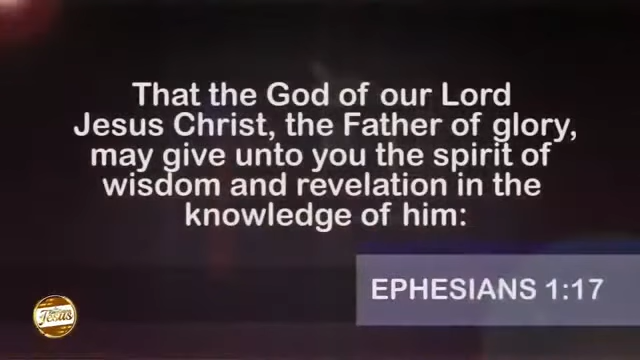 That the God of our Lord
Jesus Christ, the Father of glory,
may give unto you the spirit of
wisdom and revelation in the
knowledge of him:
EPHESIANS 1:17
Jesus